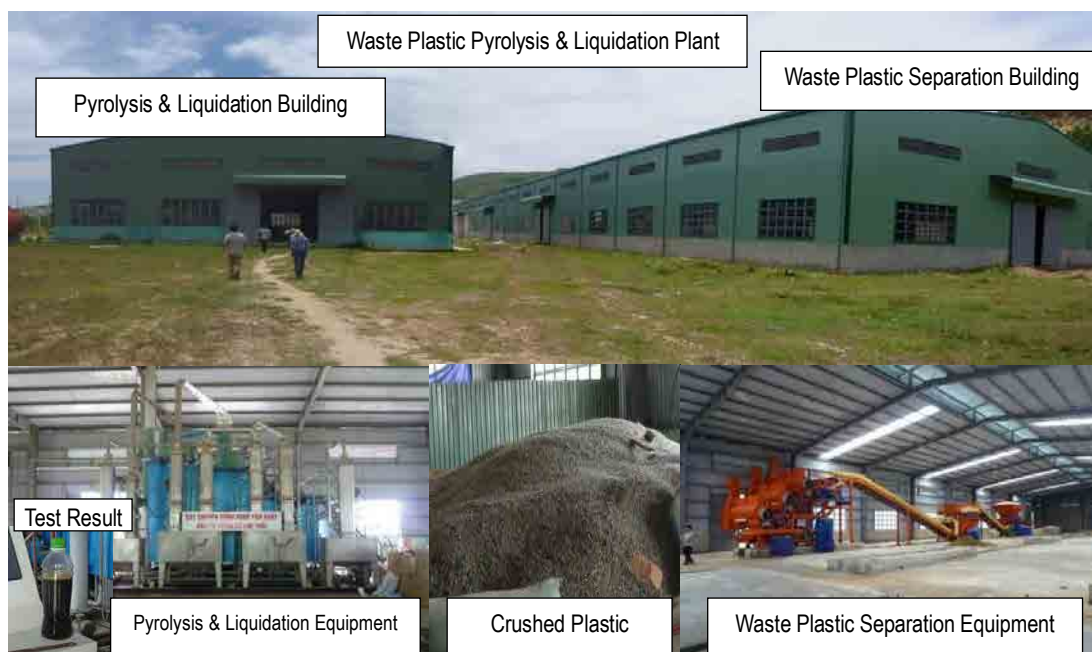 Waste Plastic Pyrolysis & Liquidation Plant
Pyrolysis & Liquidation Building
Waste Plastic Separation Building
Test Result
Pyrolysis & Liquidation Equipment
Crushed Plastic
Waste Plastic Separation Equipment